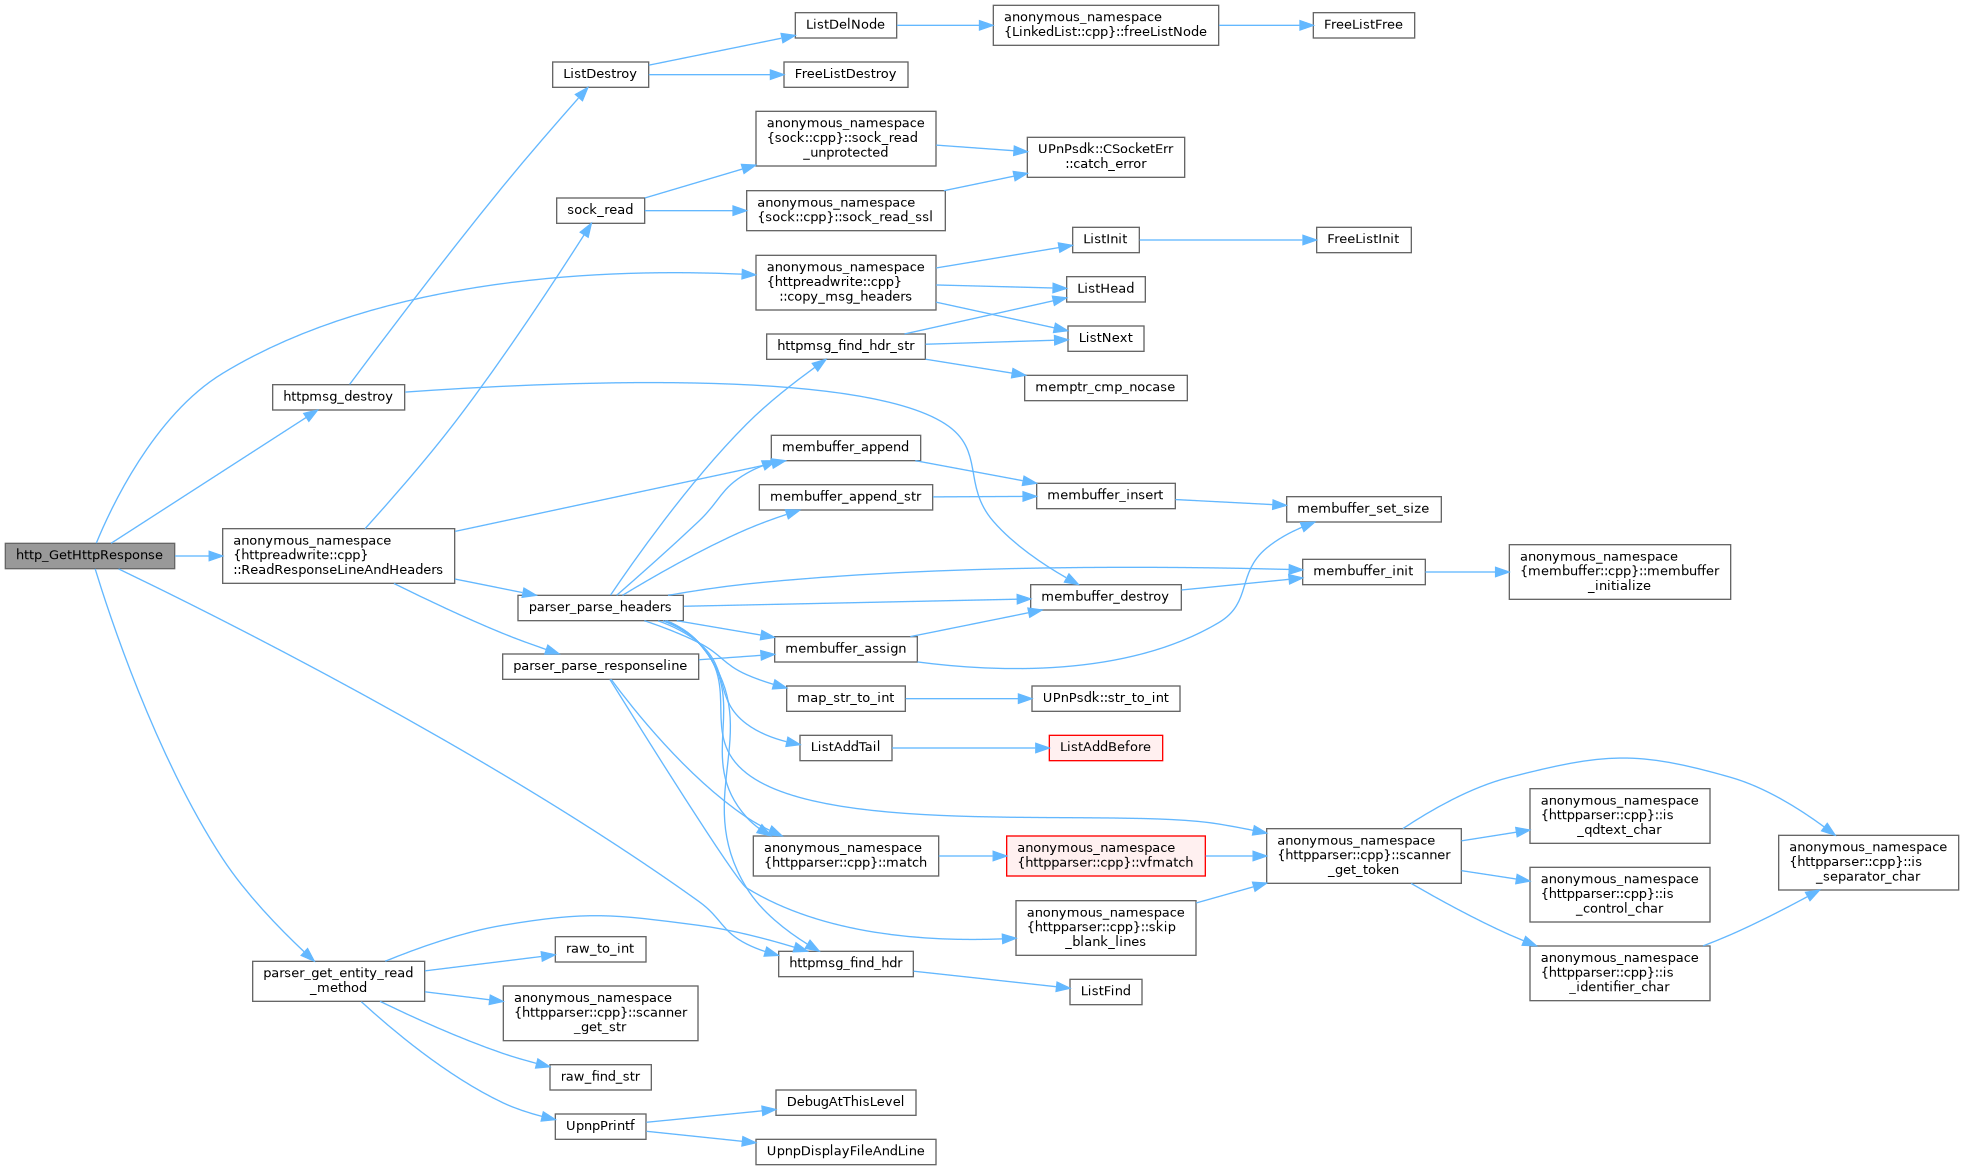 http_GetHttpResponse
anonymous_namespace
{httpreadwrite::cpp}
::copy_msg_headers
ListInit
FreeListInit
ListHead
ListNext
httpmsg_destroy
ListDestroy
ListDelNode
anonymous_namespace
{LinkedList::cpp}::freeListNode
FreeListFree
FreeListDestroy
membuffer_destroy
membuffer_init
anonymous_namespace
{membuffer::cpp}::membuffer
_initialize
anonymous_namespace
{httpreadwrite::cpp}
::ReadResponseLineAndHeaders
sock_read
anonymous_namespace
{sock::cpp}::sock_read
_unprotected
UPnPsdk::CSocketErr
::catch_error
anonymous_namespace
{sock::cpp}::sock_read_ssl
membuffer_append
membuffer_insert
membuffer_set_size
parser_parse_headers
httpmsg_find_hdr_str
memptr_cmp_nocase
membuffer_append_str
membuffer_assign
map_str_to_int
UPnPsdk::str_to_int
ListAddTail
ListAddBefore
anonymous_namespace
{httpparser::cpp}::match
anonymous_namespace
{httpparser::cpp}::vfmatch
anonymous_namespace
{httpparser::cpp}::scanner
_get_token
anonymous_namespace
{httpparser::cpp}::is
_qdtext_char
anonymous_namespace
{httpparser::cpp}::is
_control_char
anonymous_namespace
{httpparser::cpp}::is
_identifier_char
anonymous_namespace
{httpparser::cpp}::is
_separator_char
parser_parse_responseline
anonymous_namespace
{httpparser::cpp}::skip
_blank_lines
httpmsg_find_hdr
ListFind
parser_get_entity_read
_method
raw_to_int
anonymous_namespace
{httpparser::cpp}::scanner
_get_str
raw_find_str
UpnpPrintf
DebugAtThisLevel
UpnpDisplayFileAndLine